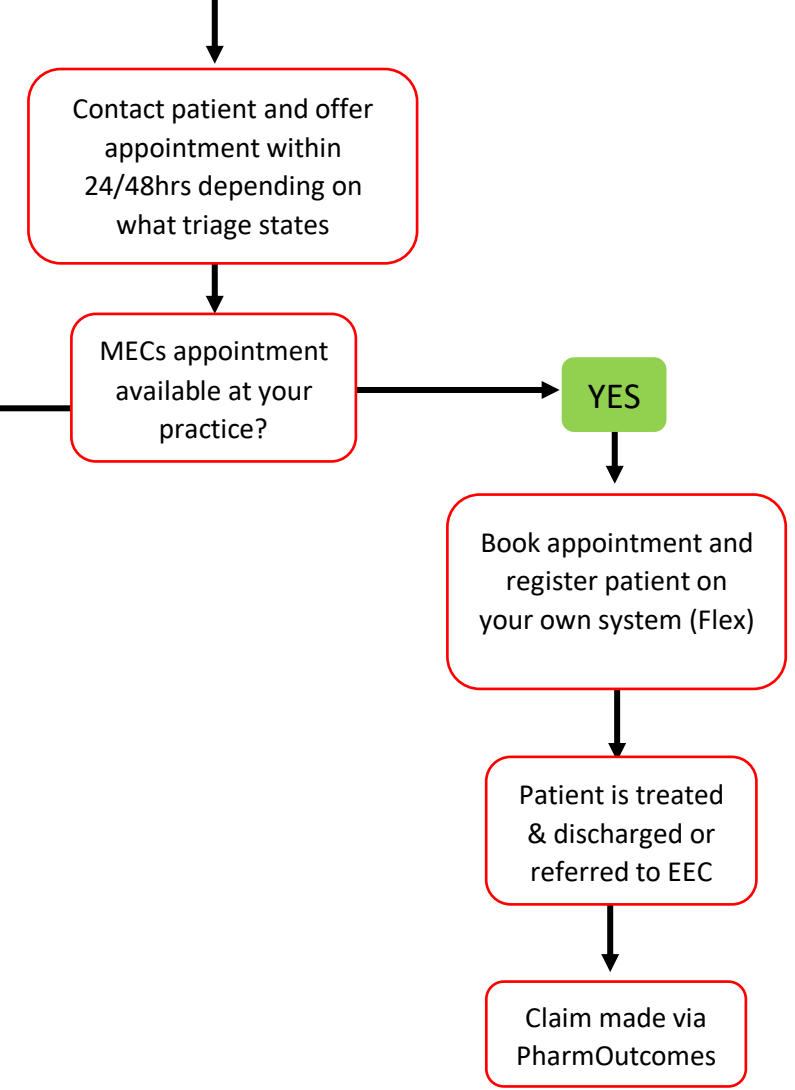 Contact patient and offer
appointment within
24/48hrs depending on
what triage states
MECs appointment
available at your
practice?
YES
Book appointment and
register patient on
your own system (Flex)
Patient is treated
& discharged or
referred to EEC
Claim made via
PharmOutcomes